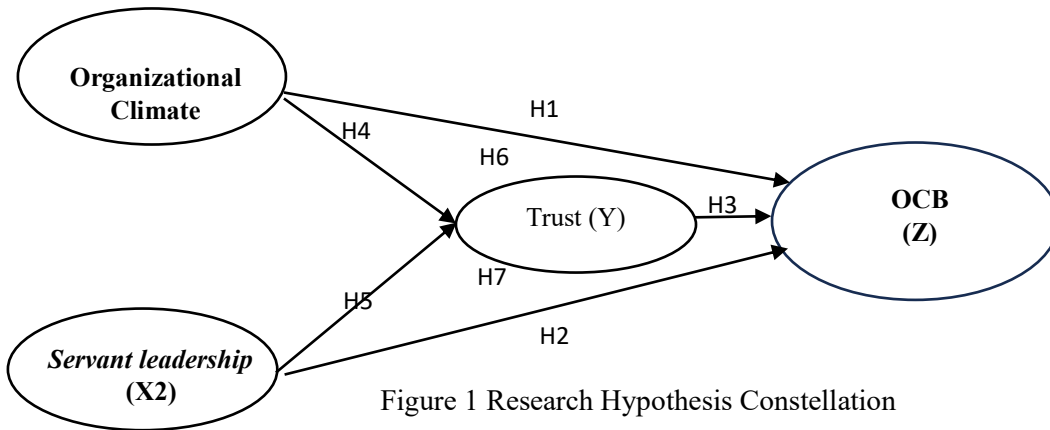 Organizational
Climate
H1
H4
H6
Trust (Y)
H3
OCB
(Z)
H7
H5
H2
Servant leadership
(X2)
Figure 1 Research Hypothesis Constellation